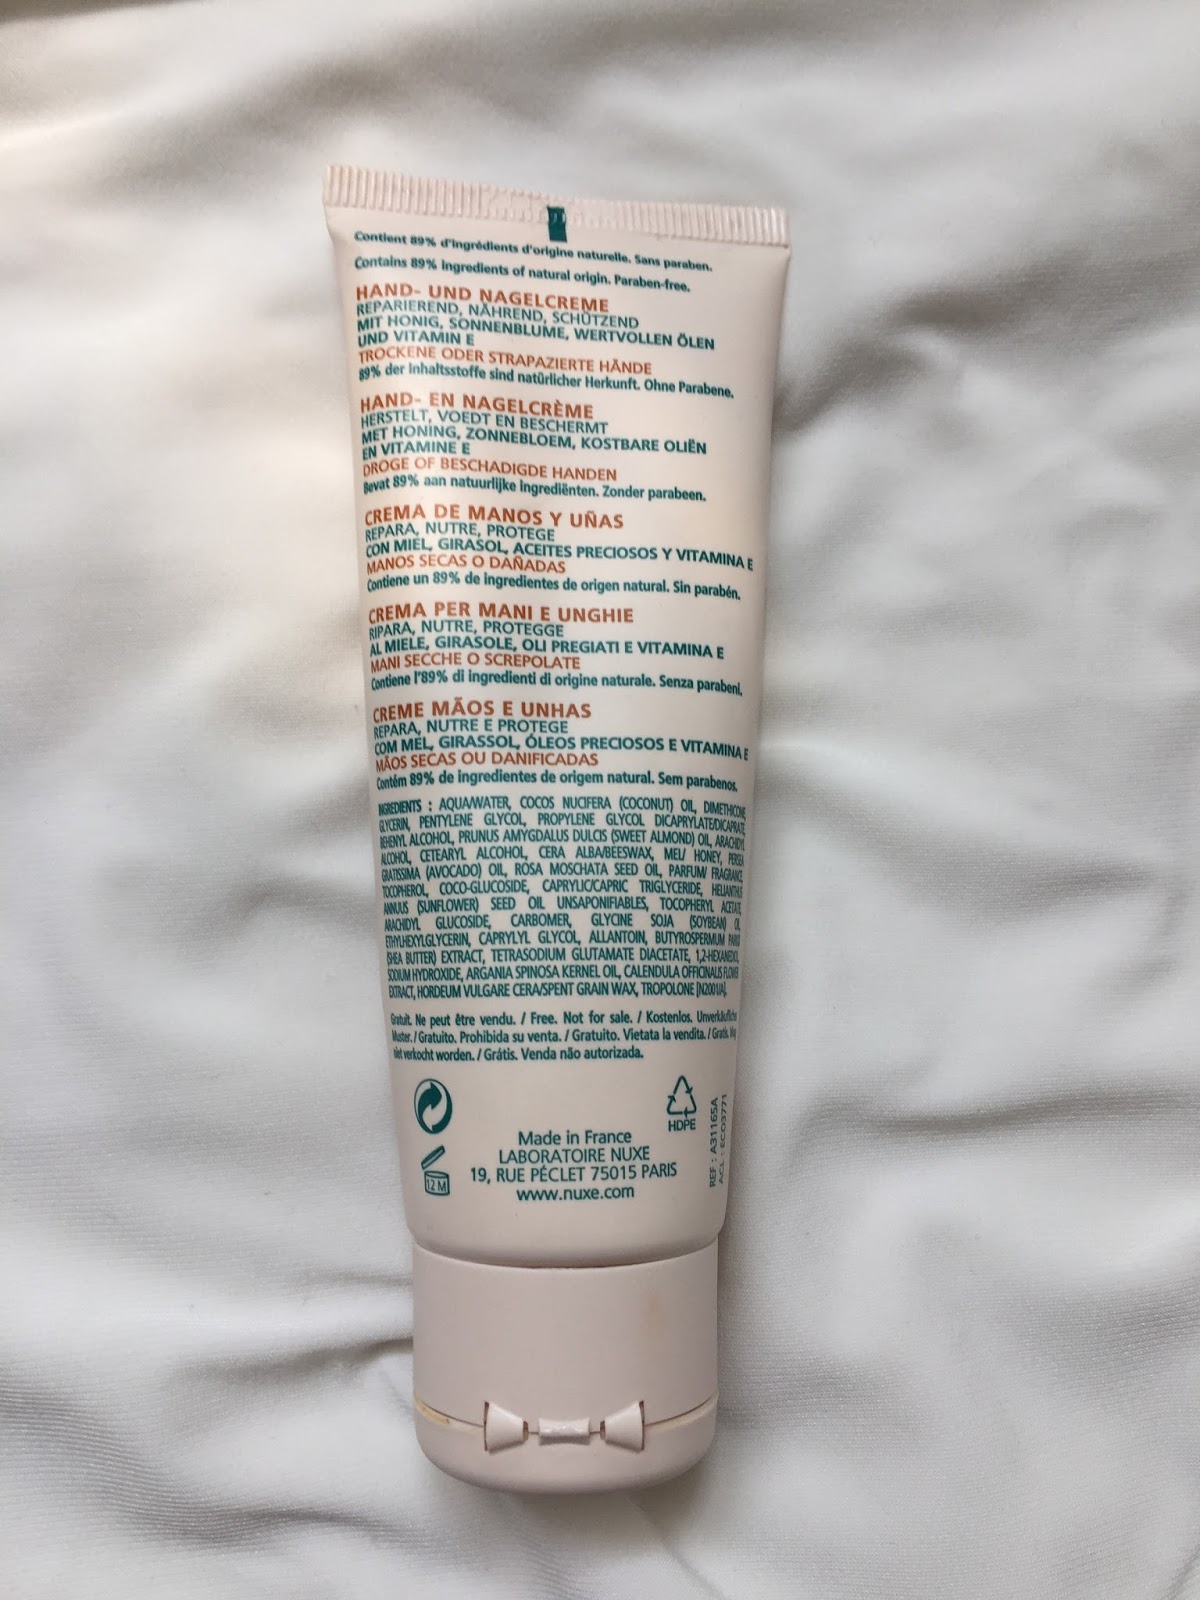 Contient 89% d'ingrédients d'origine naturelle. Sans paraben.
Contains 89% ingredients of natural origin. Paraben-free.
HAND- UND NAGELCREME
REPARIEREND, NÄHREND, SCHÜTZEND
MIT HONIG, SONNENBLUME, WERTVOLLEN ÖLEN
UND VITAMIN E
TROCKENE ODER STRAPAZIERTE HÄNDE
89% der Inhaltsstoffe sind natürlicher Herkunft. Ohne Parabene.
HAND- EN NAGELCRÈME
HERSTELT, VOEDT EN BESCHERMT
MET HONING, ZONNEBLOEM, KOSTBARE OLIËN
EN VITAMINE E
DROGE OF BESCHADIGDE HANDEN
Bevat 89% aan natuurlijke ingrediënten. Zonder parabeen.
CREMA DE MANOS Y UÑAS
REPARA, NUTRE, PROTEGE
CON MIEL, GIRASOL, ACEITES PRECIOSOS Y VITAMINA E
MANOS SECAS O DAÑADAS
Contiene un 89% de ingredientes de origen natural. Sin parabén.
CREMA PER MANI E UNGHIE
RIPARA, NUTRE, PROTEGGE
AL MIELE, GIRASOLE, OLI PREGIATI E VITAMINA E
MANI SECCHE O SCREPOLATE
Contiene l'89% di ingredienti di origine naturale. Senza parabeni.
CREME MÃOS E UNHAS
REPARA, NUTRE E PROTEGE
COM MEL, GIRASSOL, ÓLEOS PRECIOSOS E VITAMINA E
MÃOS SECAS OU DANIFICADAS
Contém 89% de ingredientes de origem natural. Sem parabenos.
INGREDIENTS : AQUA/WATER, COCOS NUCIFERA (COCONUT) OIL, DIMETHICONE,
GLYCERIN, PENTYLENE GLYCOL, PROPYLENE GLYCOL DICAPRYLATE/DICAPRATE,
BEHENYL ALCOHOL, PRUNUS AMYGDALUS DULCIS (SWEET ALMOND) OIL, ARACHIDYL
ALCOHOL, CETEARYL ALCOHOL, CERA ALBA/BEESWAX, MEL/ HONEY, PERSEA
GRATISSIMA (AVOCADO) OIL, ROSA MOSCHATA SEED OIL, PARFUM/ FRAGRANCE,
TOCOPHEROL, COCO-GLUCOSIDE, CAPRYLIC/CAPRIC TRIGLYCERIDE, HELIANTHUS
ANNUUS (SUNFLOWER) SEED OIL UNSAPONIFIABLES, TOCOPHERYL ACETATE,
ARACHIDYL GLUCOSIDE, CARBOMER, GLYCINE SOJA (SOYBEAN) OIL,
ETHYLHEXYLGLYCERIN, CAPRYLYL GLYCOL, ALLANTOIN, BUTYROSPERMUM PARKII
(SHEA BUTTER) EXTRACT, TETRASODIUM GLUTAMATE DIACETATE, 1,2-HEXANEDIOL,
SODIUM HYDROXIDE, ARGANIA SPINOSA KERNEL OIL, CALENDULA OFFICINALIS FLOWER
EXTRACT, HORDEUM VULGARE CERA/SPENT GRAIN WAX, TROPOLONE [N2001/A].
Gratuit. Ne peut être vendu. / Free. Not for sale. / Kostenlos. Unverkäufliches
Muster. / Gratuito. Prohibida su venta. / Gratuito. Vietata la vendita. / Gratis. Mag
niet verkocht worden. / Grátis. Venda não autorizada.
HDPE
12 M
Made in France
LABORATOIRE NUXE
19, RUE PÉCLET 75015 PARIS
www.nuxe.com
REF : A31165A
ACL : ECO3771